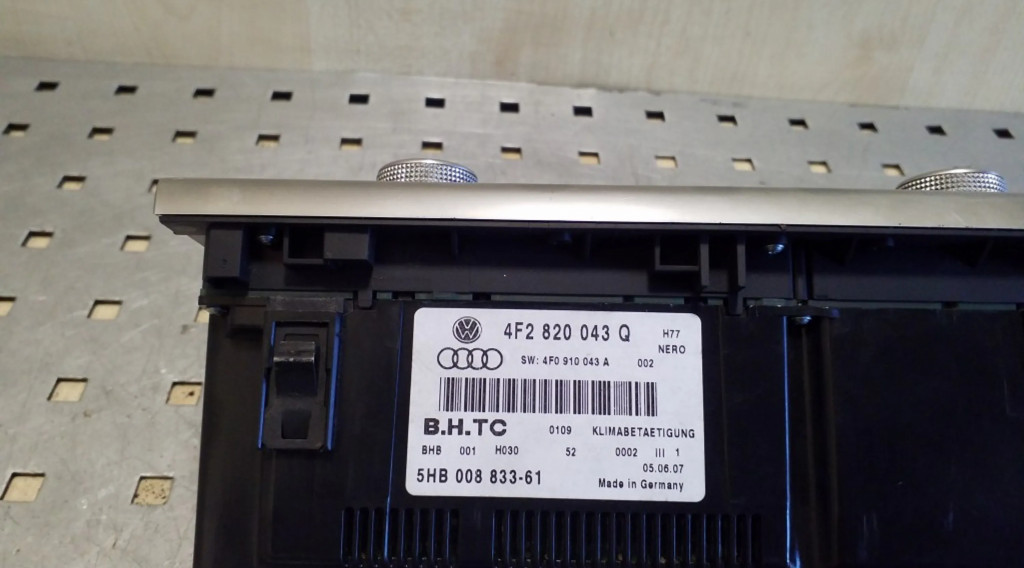 4F2 820 043 Q H77
NERO
SW: 4F0 910 043 A 002
B.H.TC 0109 KLIMABETAETIGUNG
BHB 001 H030 52 0002 III 1
05.06.07
5HB 008 833-61 Made in Germany